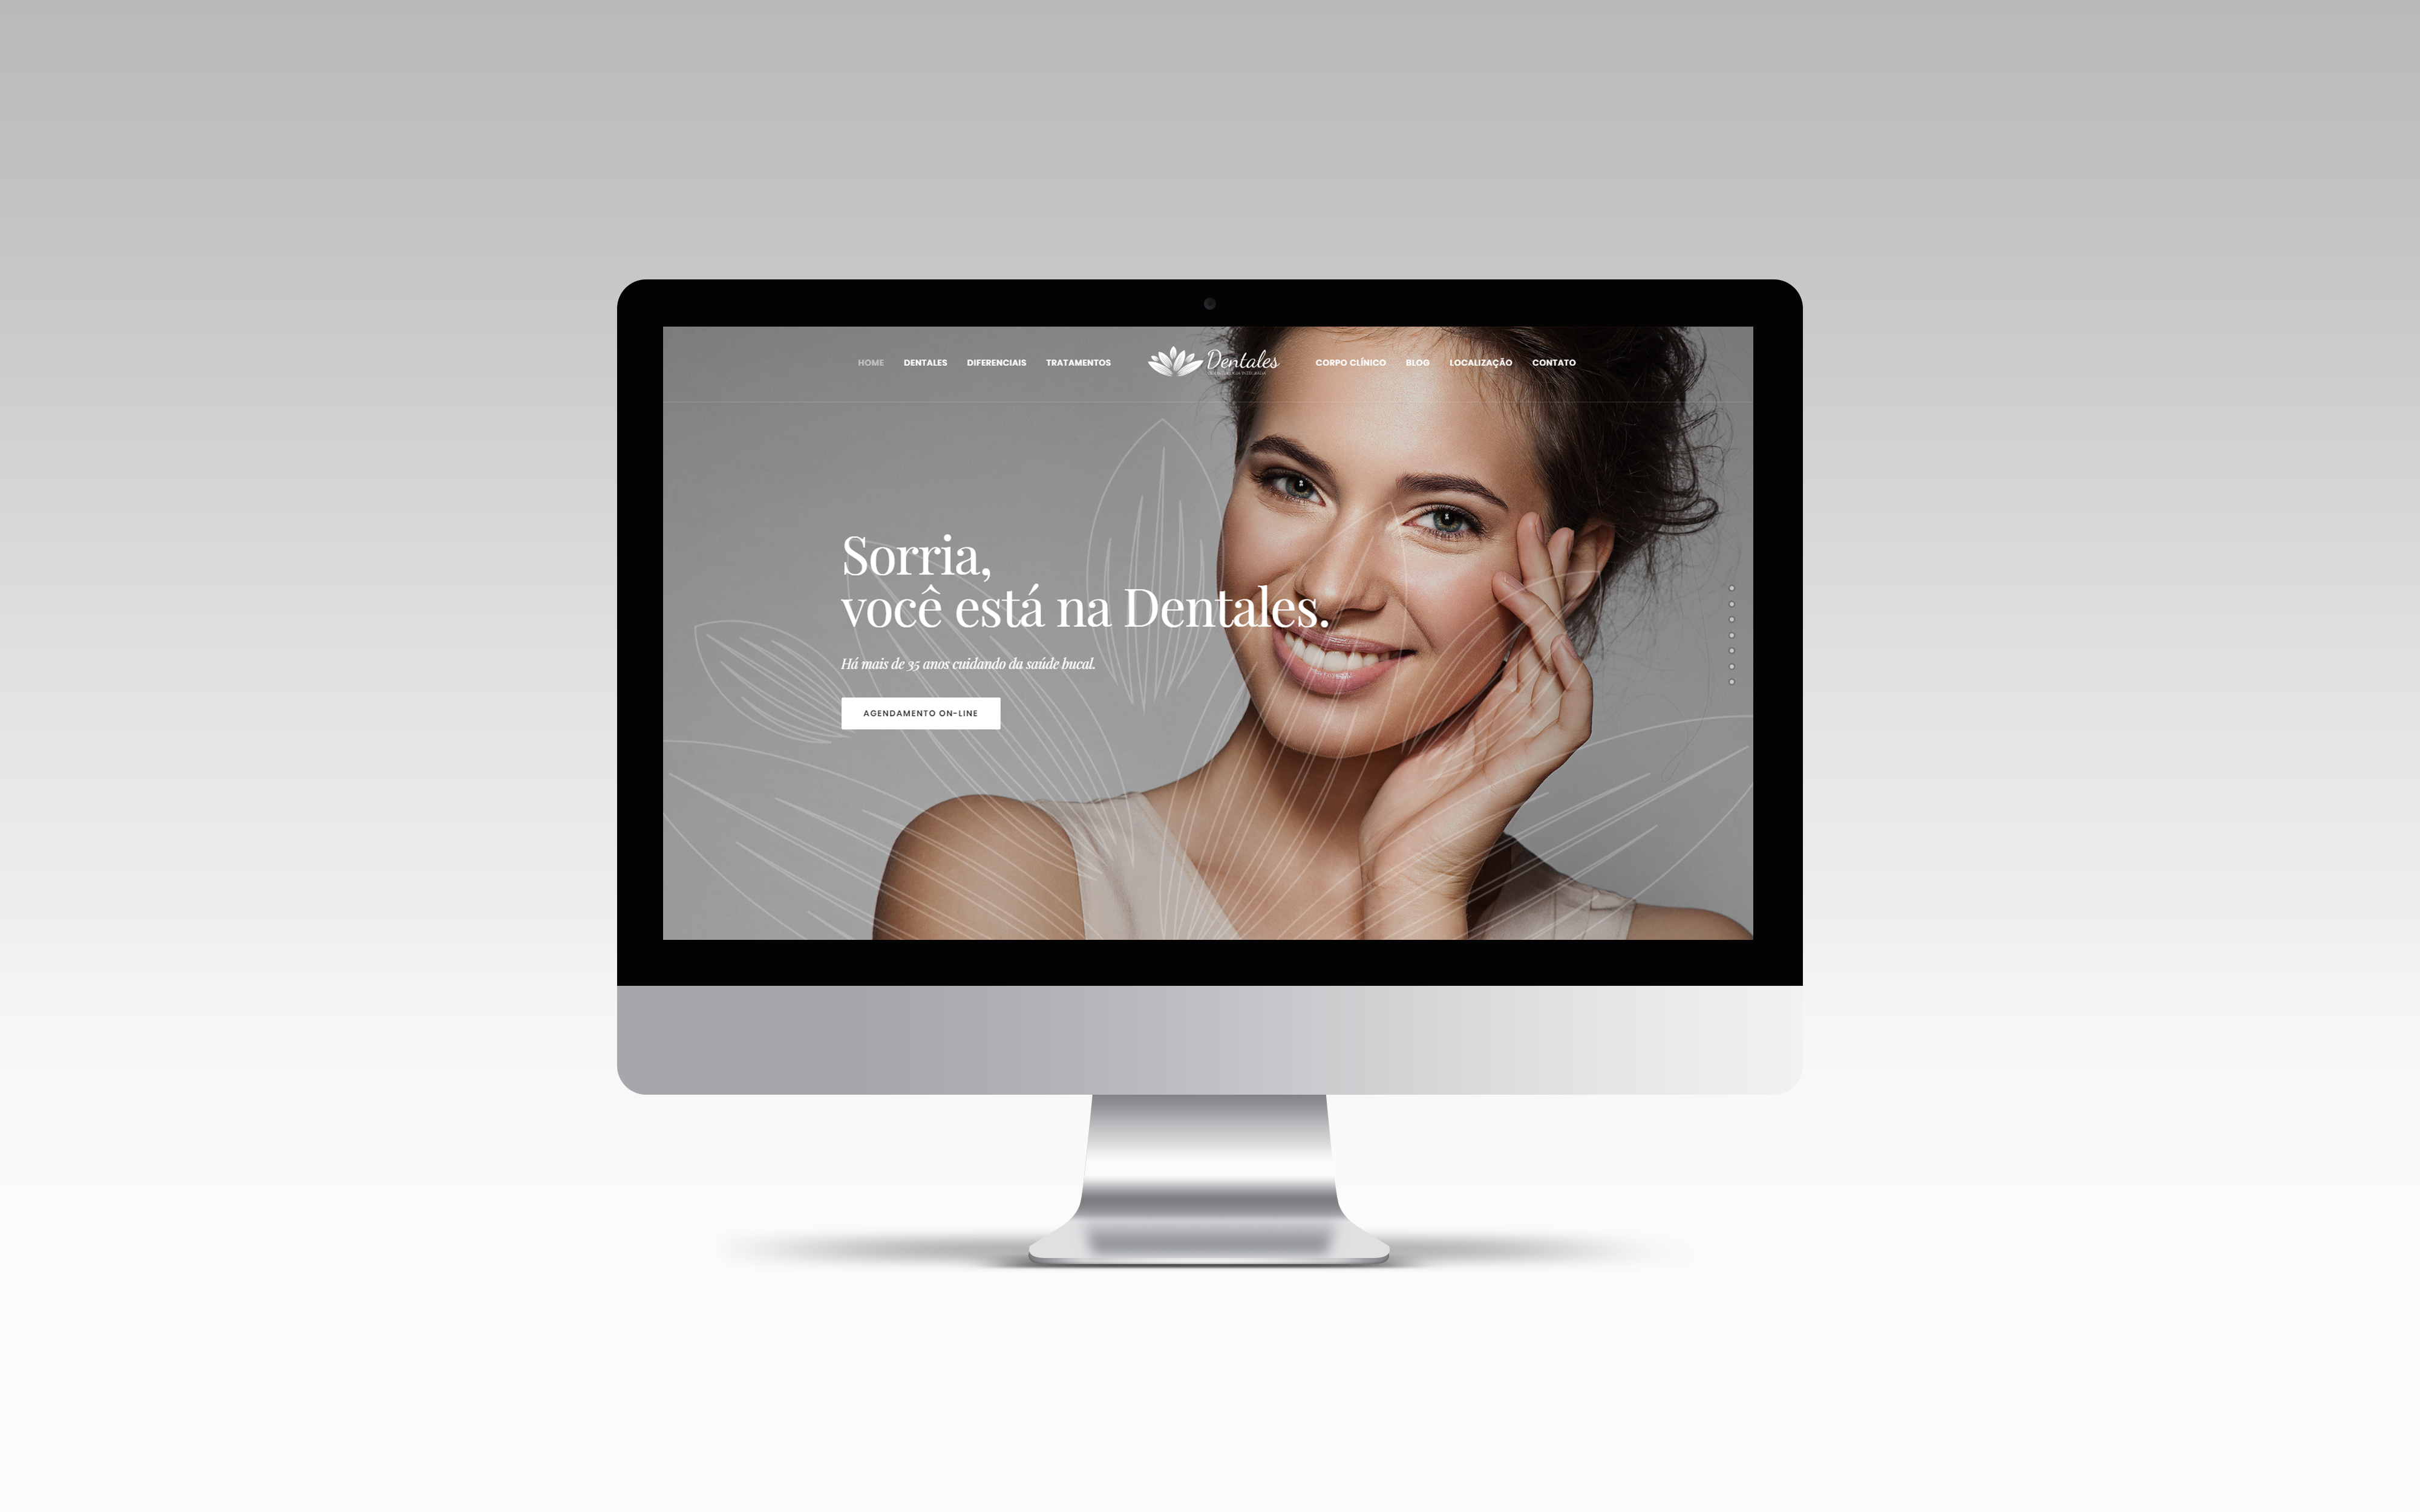 HOME DENTALES DIFERENCIAIS TRATAMENTOS Dentales CORPO CLÍNICO BLOG LOCALIZAÇÃO CONTATO
Sorria,
você está na Dentales.
Há mais de 35 anos cuidando da saúde bucal.
AGENDAMENTO ON-LINE